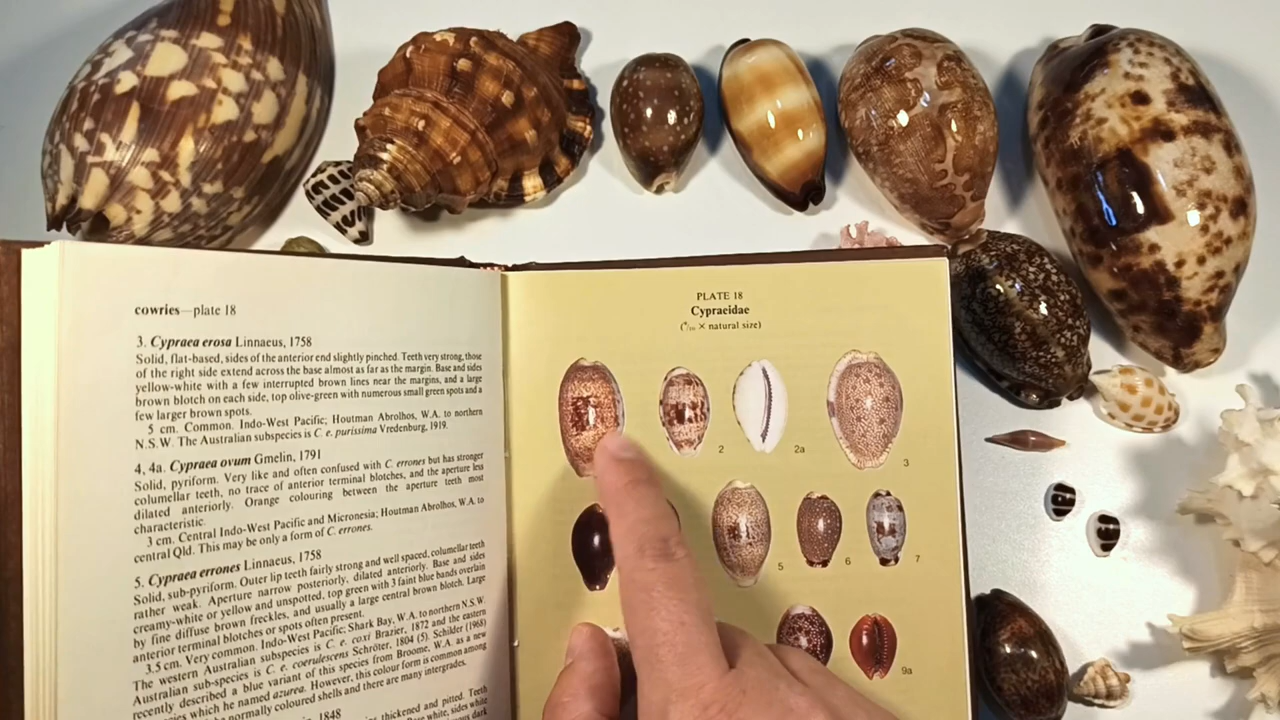 cowries—plate 18
3. Cypraea erosa Linnaeus, 1758
Solid, flat-based, sides of the anterior end slightly pinched. Teeth very strong, those
of the right side extend across the base almost as far as the margin. Base and sides
yellow-white with a few interrupted brown lines near the margins, and a large
brown blotch on each side, top olive-green with numerous small green spots and a
few larger brown spots.
5 cm. Common. Indo-West Pacific; Houtman Abrolhos, W.A. to northern
N.S.W. The Australian subspecies is C. e. purissima Vredenburg, 1919.
4, 4a. Cypraea ovum Gmelin, 1791
Solid, pyriform. Very like and often confused with C. errones but has stronger
columellar teeth, no trace of anterior terminal blotches, and the aperture less
dilated anteriorly. Orange colouring between the aperture teeth most
characteristic.
3 cm. Central Indo-West Pacific and Micronesia; Houtman Abrolhos, W.A. to
central Qld. This may be only a form of C. errones.
5. Cypraea errones Linnaeus, 1758
Solid, sub-pyriform. Outer lip teeth fairly strong and well spaced, columellar teeth
rather weak. Aperture narrow posteriorly, dilated anteriorly. Base and sides
creamy-white or yellow and unspotted, top green with 3 faint blue bands overlain
by fine diffuse brown freckles, and usually a large central brown blotch. Large
anterior terminal blotches or spots often present.
3.5 cm. Very common. Indo-West Pacific; Shark Bay, W.A. to northern N.S.W.
The western Australian subspecies is C. e. coxi Brazier, 1872 and the eastern
Australian sub-species is C. e. coerulescens Schröter, 1804 (5). Schilder (1968)
recently described a blue variant of this species from Broome, W.A. as a new
species which he named azurea. However, this colour form is common among
normally coloured shells and there are many intergrades.
1848
thickened and pitted. Teeth
white, sides white
PLATE 18
Cypraeidae
× natural size)
2
2a
3
5
6
7
9a